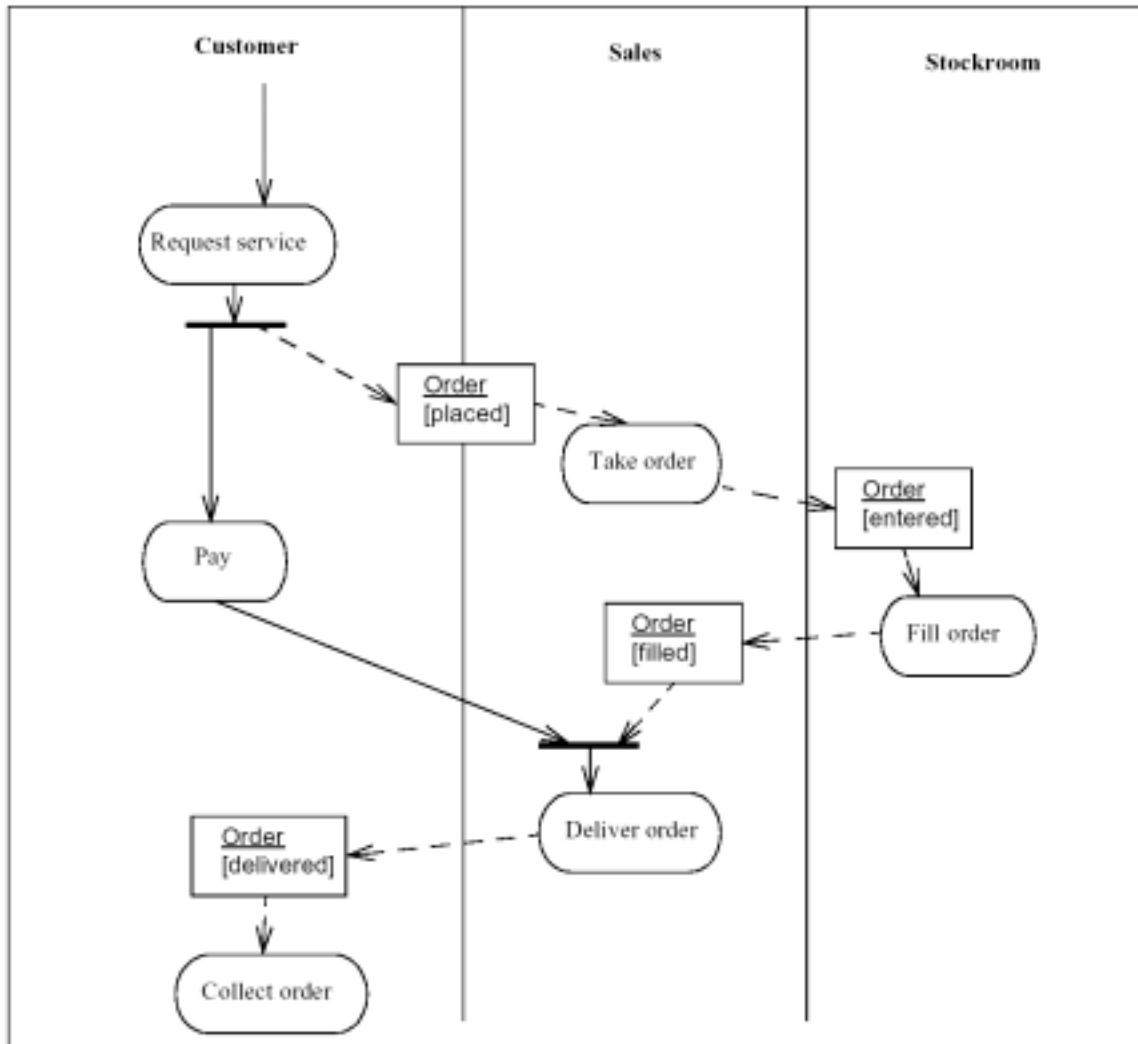 Customer
Sales
Stockroom
Request service
Order
[placed]
Take order
Order
[entered]
Pay
Order
[filled]
Fill order
Deliver order
Order
[delivered]
Collect order